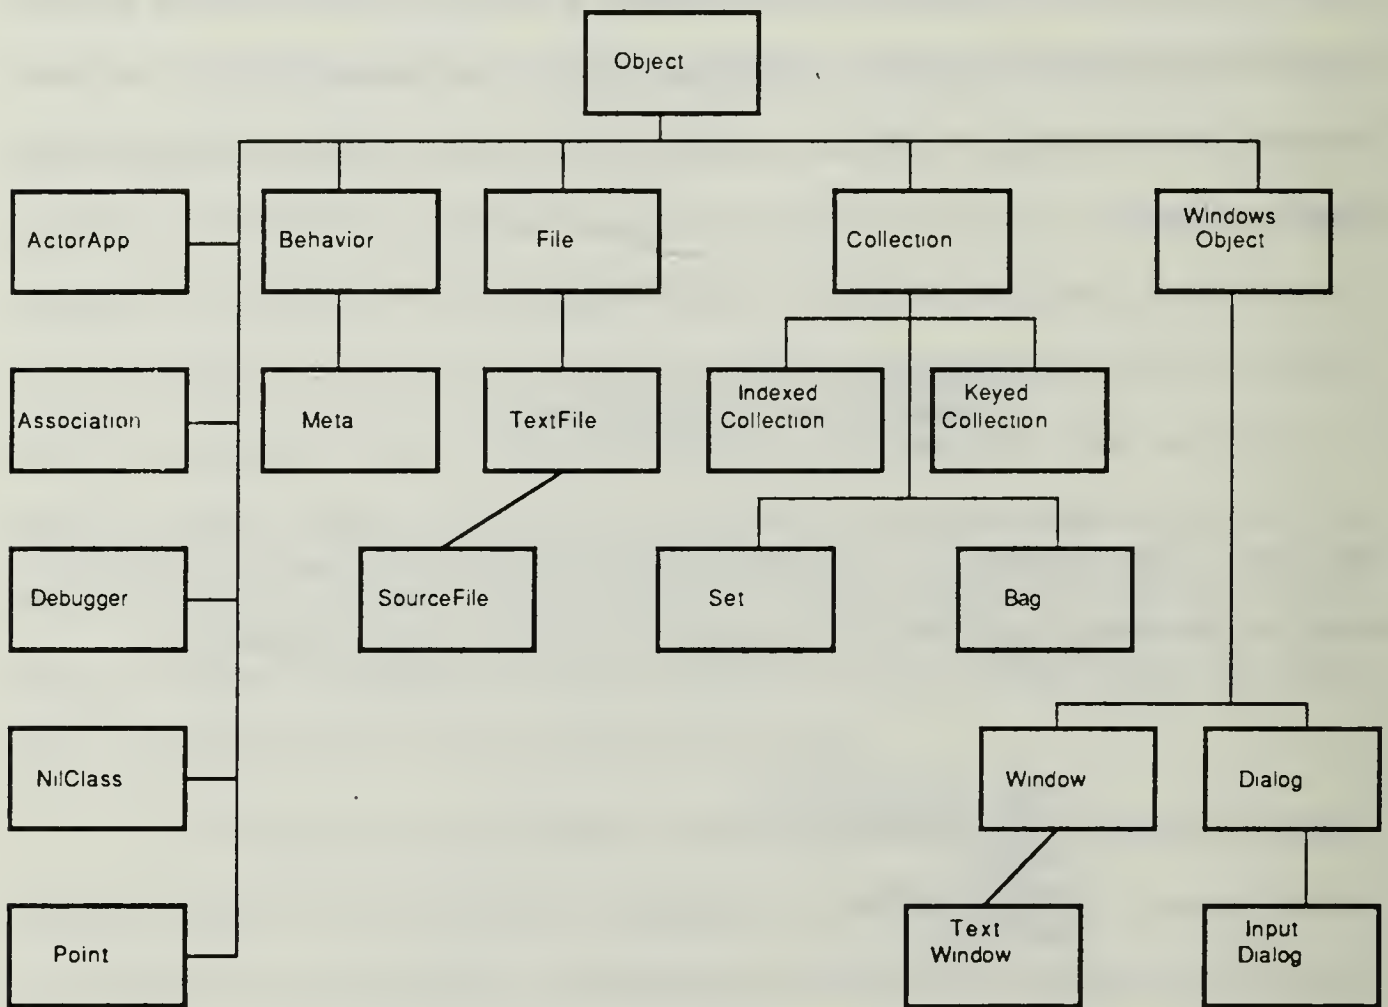 Object
ActorApp
Behavior
File
Collection
Windows
Object
Association
Meta
TextFile
Indexed
Collection
Keyed
Collection
Debugger
SourceFile
Set
Bag
NilClass
Window
Dialog
Point
Text
Window
Input
Dialog